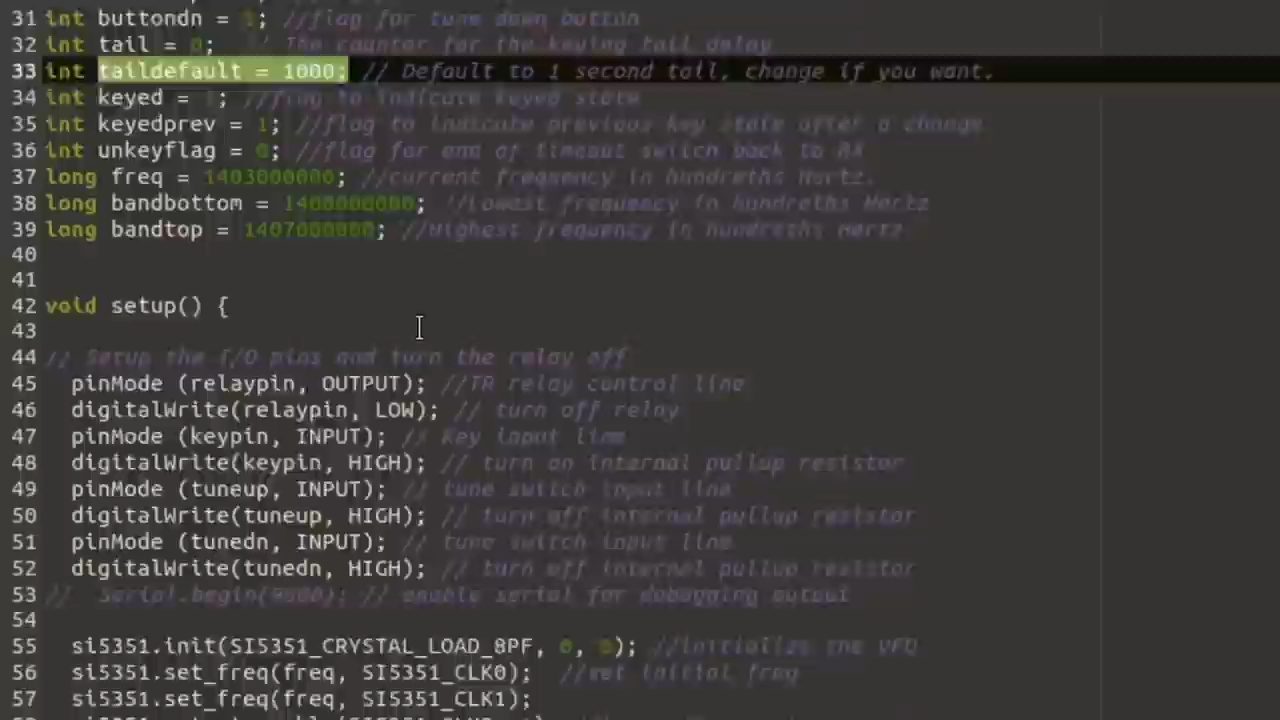 31 int buttondn = ; //flag for tune down button
32 int tail = 0; // The counter for the keying tail delay
33 int taildefault = 1000; // Default to 1 second tail, change if you want.
34 int keyed = ; //flag to indicate keyed state
35 int keyedprev = 1; //flag to indicate previous key state after a change
36 int unkeyflag = 0; //flag for end of timeout switch back to RX
37 long freq = 1403000000; //current frequency in hundreths Hertz.
38 long bandbottom = 1400000000; //Lowest frequency in hundreths Hertz
39 long bandtop = 1407000000; //Highest frequency in hundreths Hertz
40
41
42 void setup() {
43
44 // Setup the I/O pins and turn the relay off
45 pinMode (relaypin, OUTPUT); //TR relay control line
46 digitalWrite(relaypin, LOW); // turn off relay
47 pinMode (keypin, INPUT); // Key input line
48 digitalWrite(keypin, HIGH); // turn on internal pullup resistor
49 pinMode (tuneup, INPUT); // tune switch input line
50 digitalWrite(tuneup, HIGH); // turn off internal pullup resistor
51 pinMode (tunedn, INPUT); // tune switch input line
52 digitalWrite(tunedn, HIGH); // turn off internal pullup resistor
53 // Serial.begin(9600); // enable serial for debugging output
54
55 si5351.init(SI5351_CRYSTAL_LOAD_8PF, 0, 0); //initialize the VFO
56 si5351.set_freq(freq, SI5351_CLK0); //set initial freq
57 si5351.set_freq(freq, SI5351_CLK1);